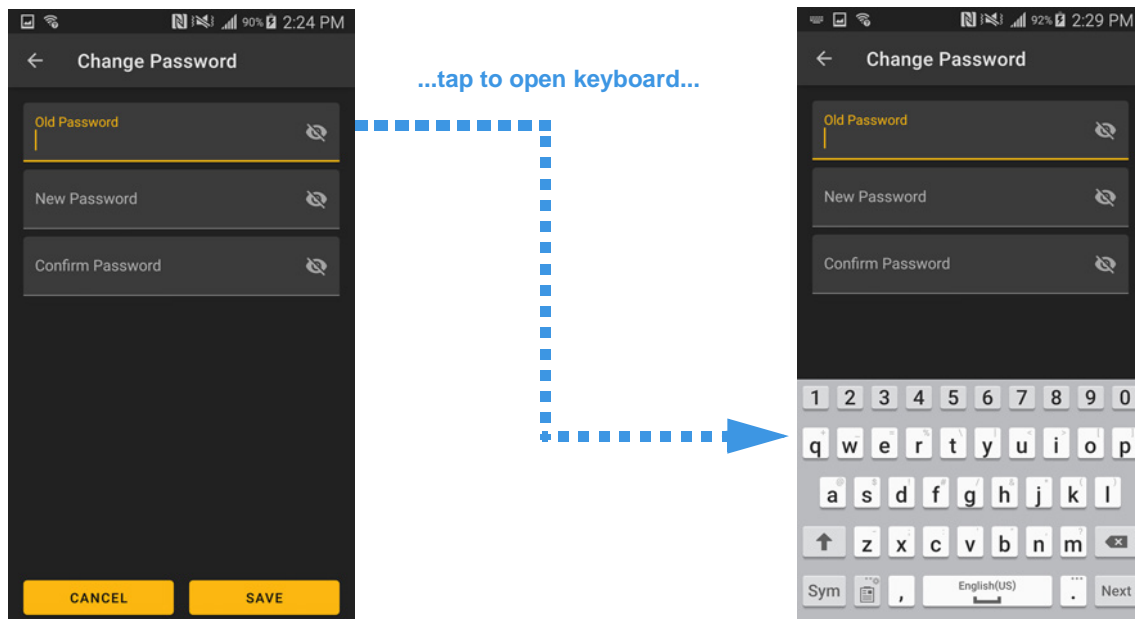 90% 2:24 PM
Change Password
Old Password
New Password
Confirm Password
CANCEL SAVE
...tap to open keyboard...
92% 2:29 PM
Change Password
Old Password
New Password
Confirm Password
1 2 3 4 5 6 7 8 9 0
q w e r t y u i o p
a s d f g h j k l
z x c v b n m
Sym , English(US) . Next